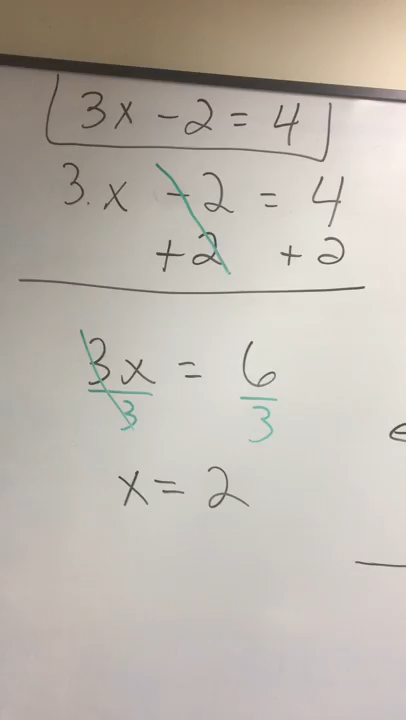 3x - 2 = 4
3.x - 2 = 4
+2 +2
3x = 6
3 3
x = 2